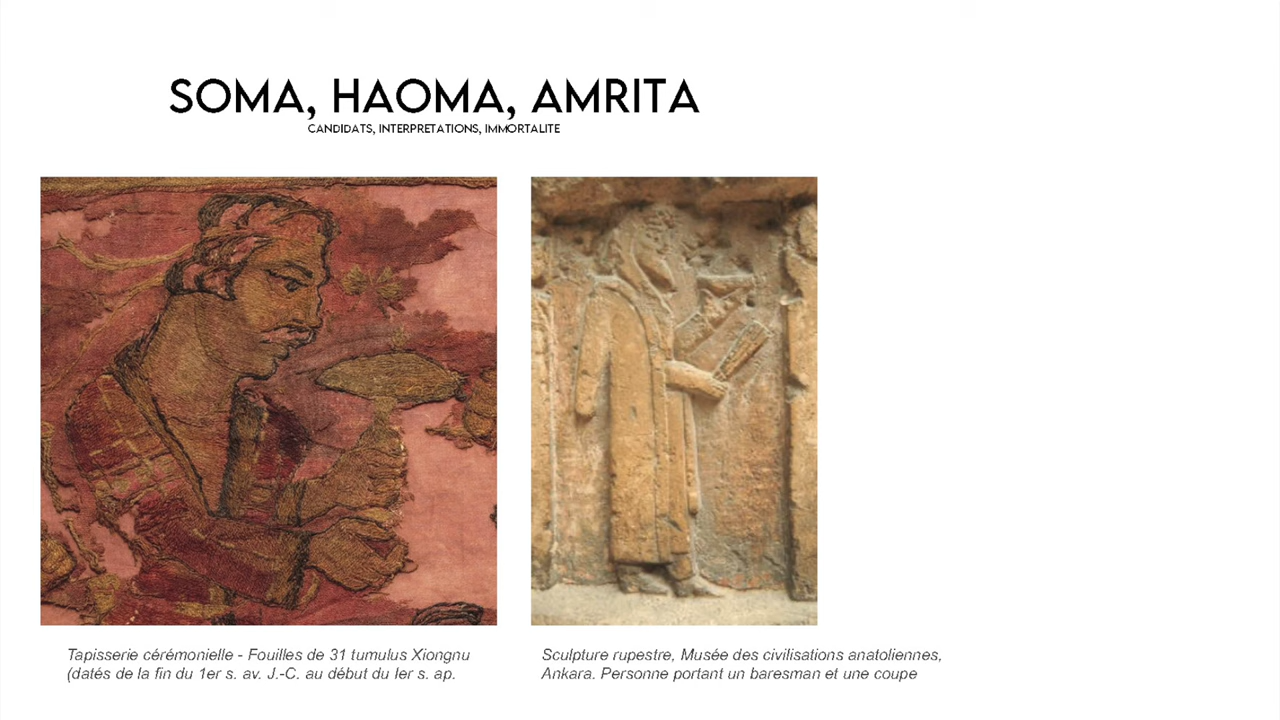 SOMA, HAOMA, AMRITA
CANDIDATS, INTERPRETATIONS, IMMORTALITE
Tapisserie cérémonielle - Fouilles de 31 tumulus Xiongnu
(datés de la fin du 1er s. av. J.-C. au début du Ier s. ap.
Sculpture rupestre, Musée des civilisations anatoliennes,
Ankara. Personne portant un baresman et une coupe